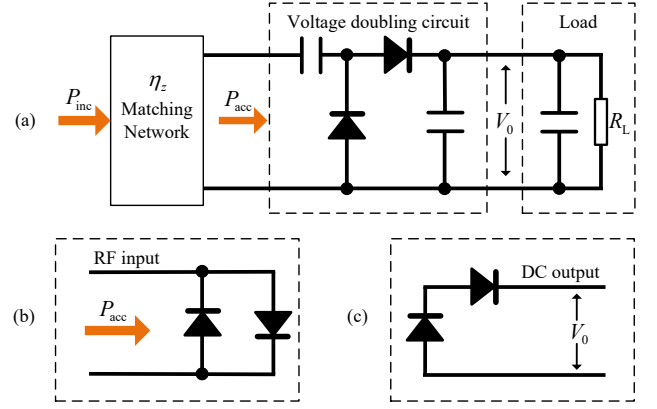 Voltage doubling circuit
Load
(a)
P_inc
η_z
Matching
Network
P_acc
V_0
R_L
(b)
RF input
P_acc
(c)
DC output
V_0